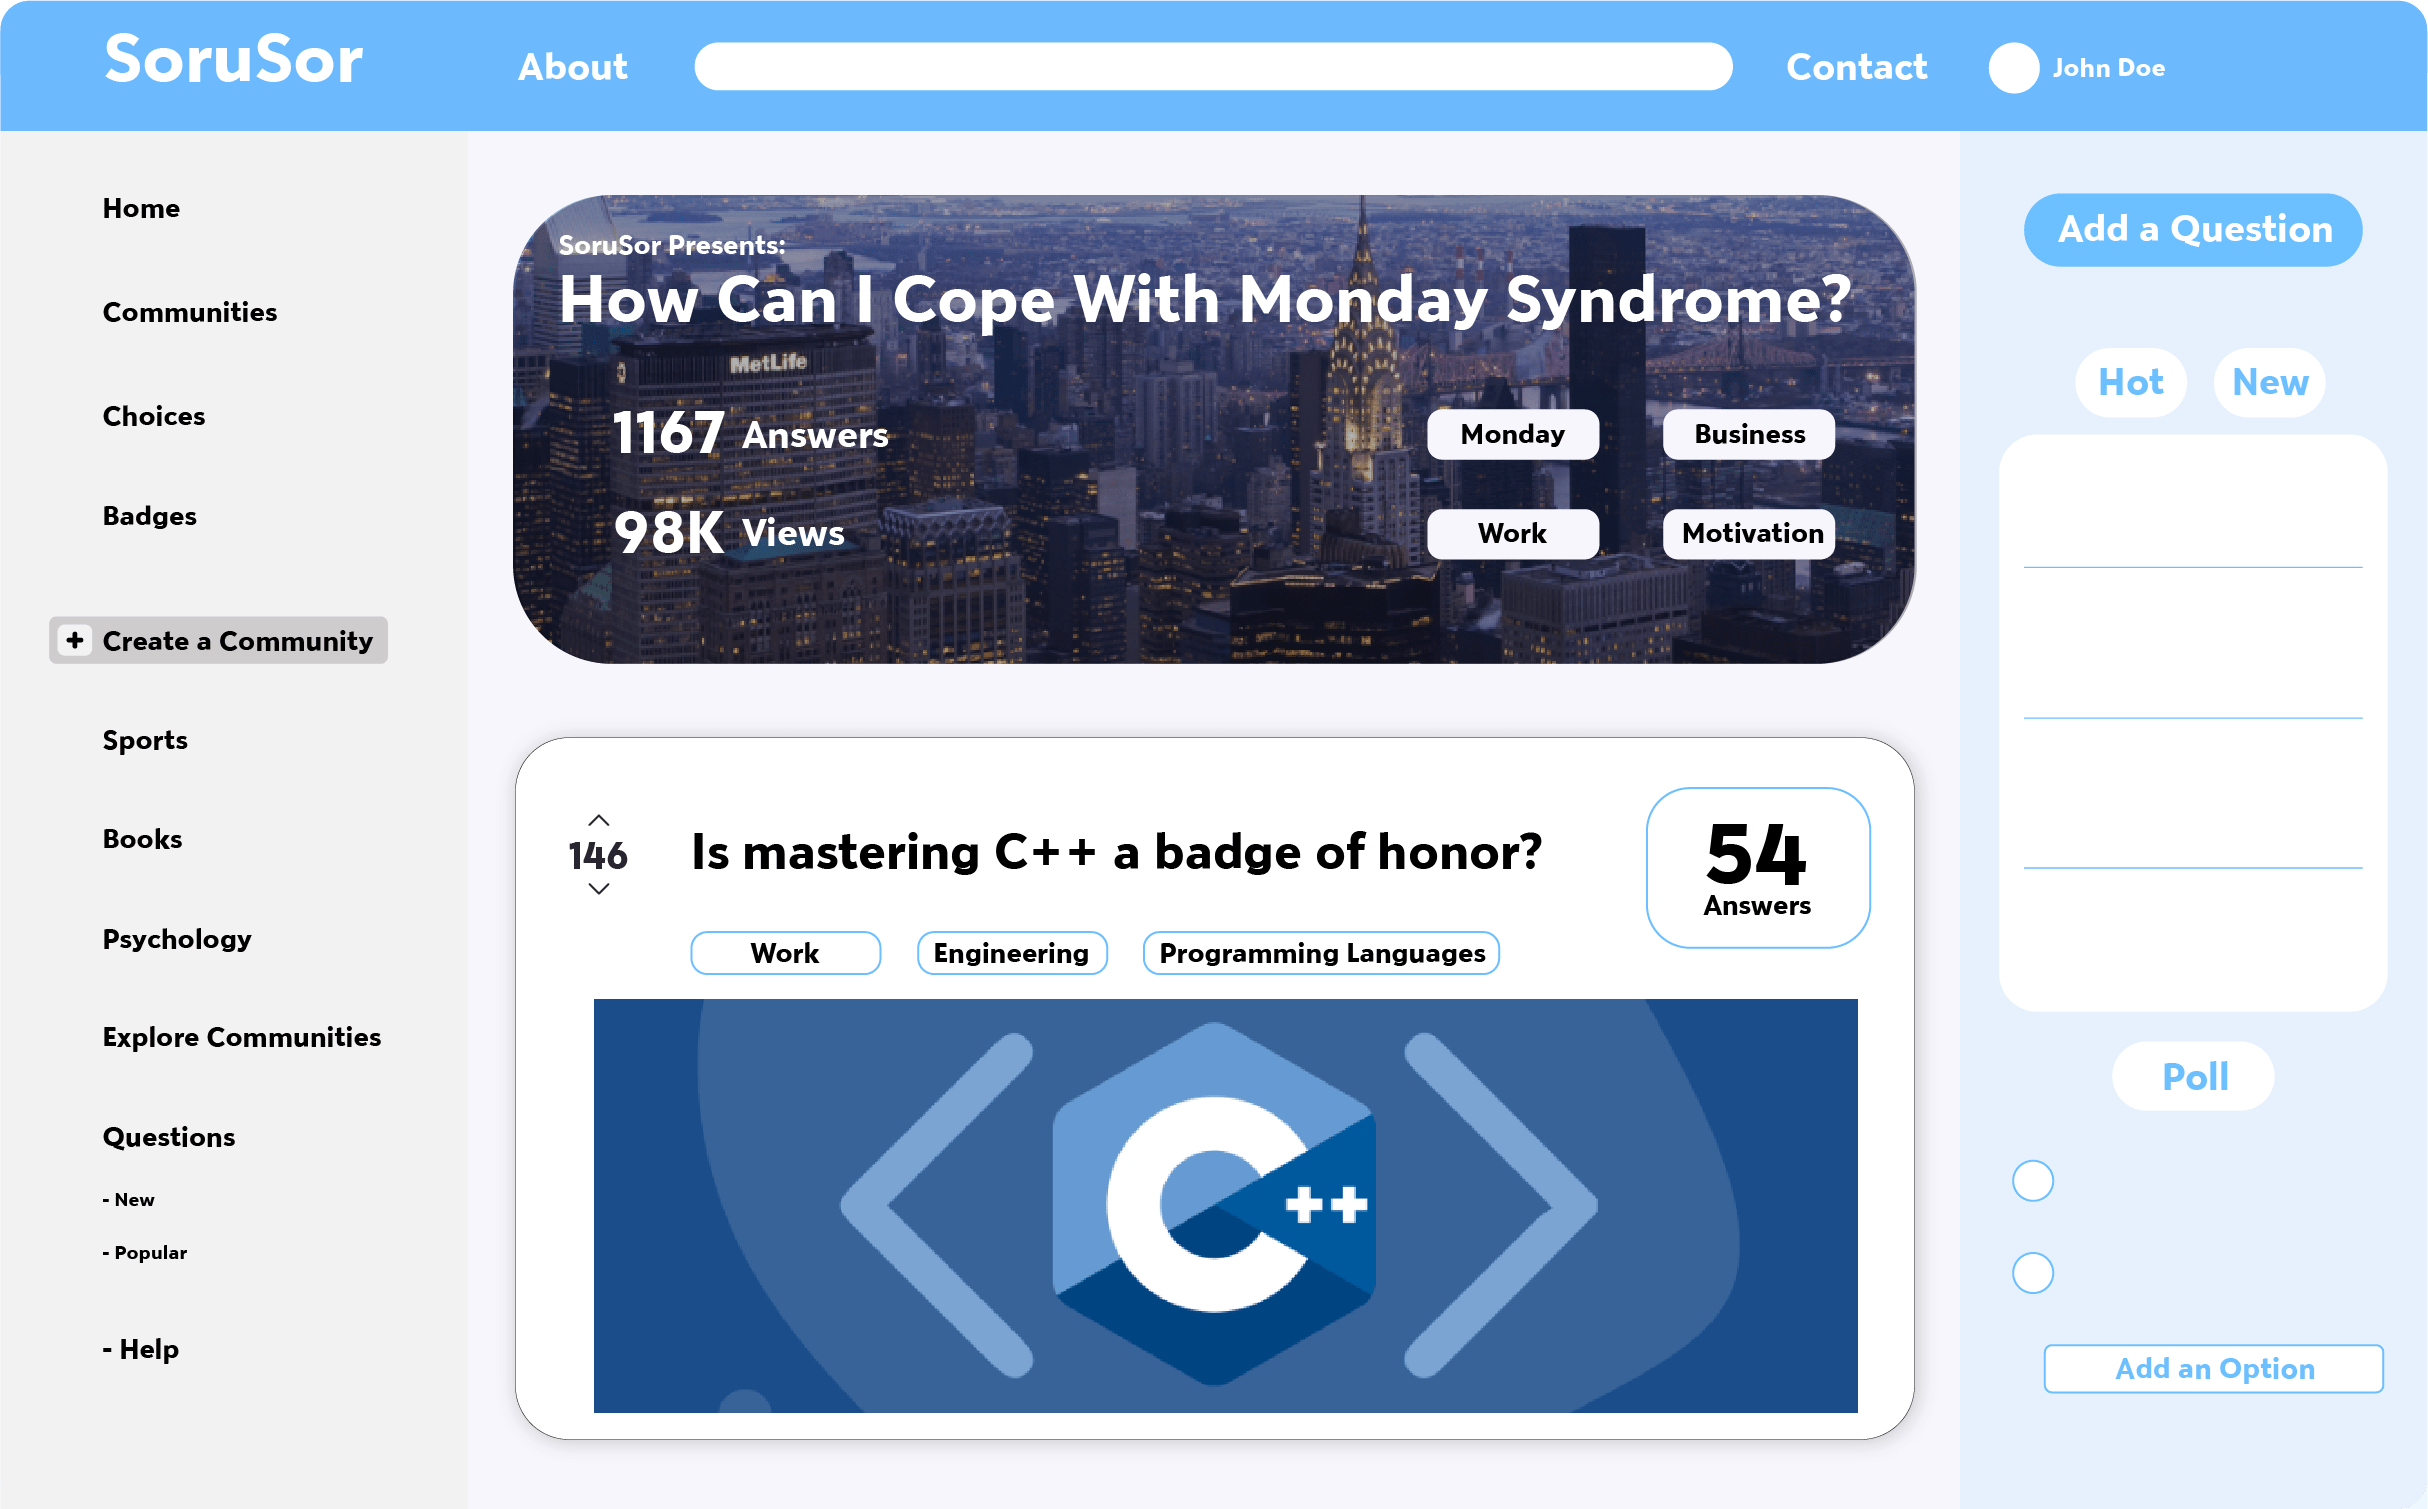 SoruSor
About
Contact
John Doe
Home
Communities
Choices
Badges
+ Create a Community
Sports
Books
Psychology
Explore Communities
Questions
- New
- Popular
- Help
SoruSor Presents:
How Can I Cope With Monday Syndrome?
MetLife
1167 Answers
98K Views
Monday
Business
Work
Motivation
146
Is mastering C++ a badge of honor?
54
Answers
Work
Engineering
Programming Languages
C++
Add a Question
Hot
New
Poll
Add an Option